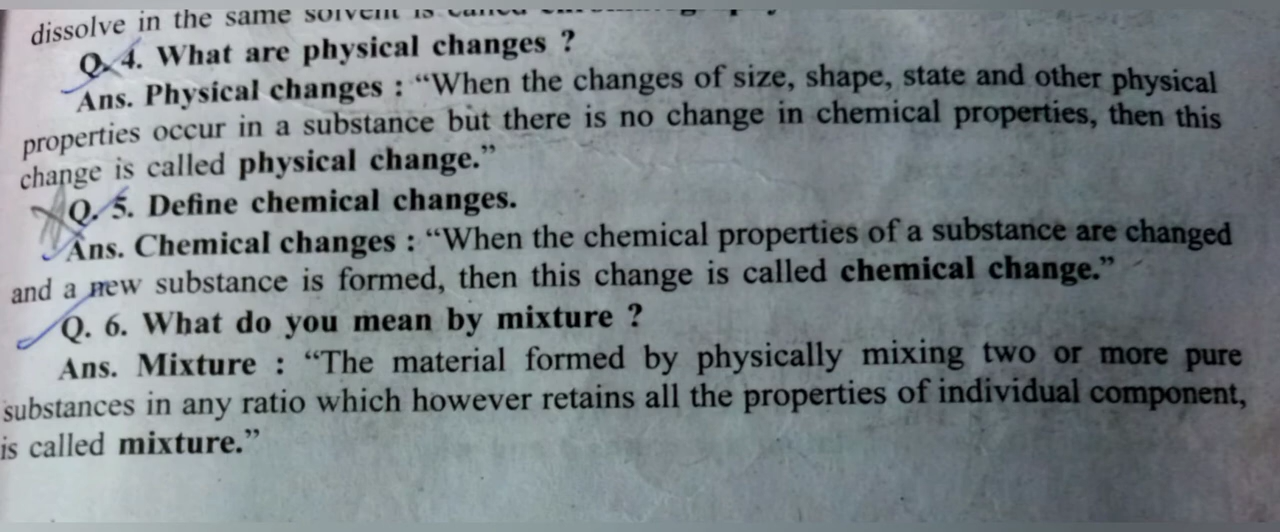 dissolve in the same solvent is called
Q. 4. What are physical changes ?
Ans. Physical changes : “When the changes of size, shape, state and other physical
properties occur in a substance but there is no change in chemical properties, then this
change is called physical change.”
Q. 5. Define chemical changes.
Ans. Chemical changes : “When the chemical properties of a substance are changed
and a new substance is formed, then this change is called chemical change.”
Q. 6. What do you mean by mixture ?
Ans. Mixture : “The material formed by physically mixing two or more pure
substances in any ratio which however retains all the properties of individual component,
is called mixture.”